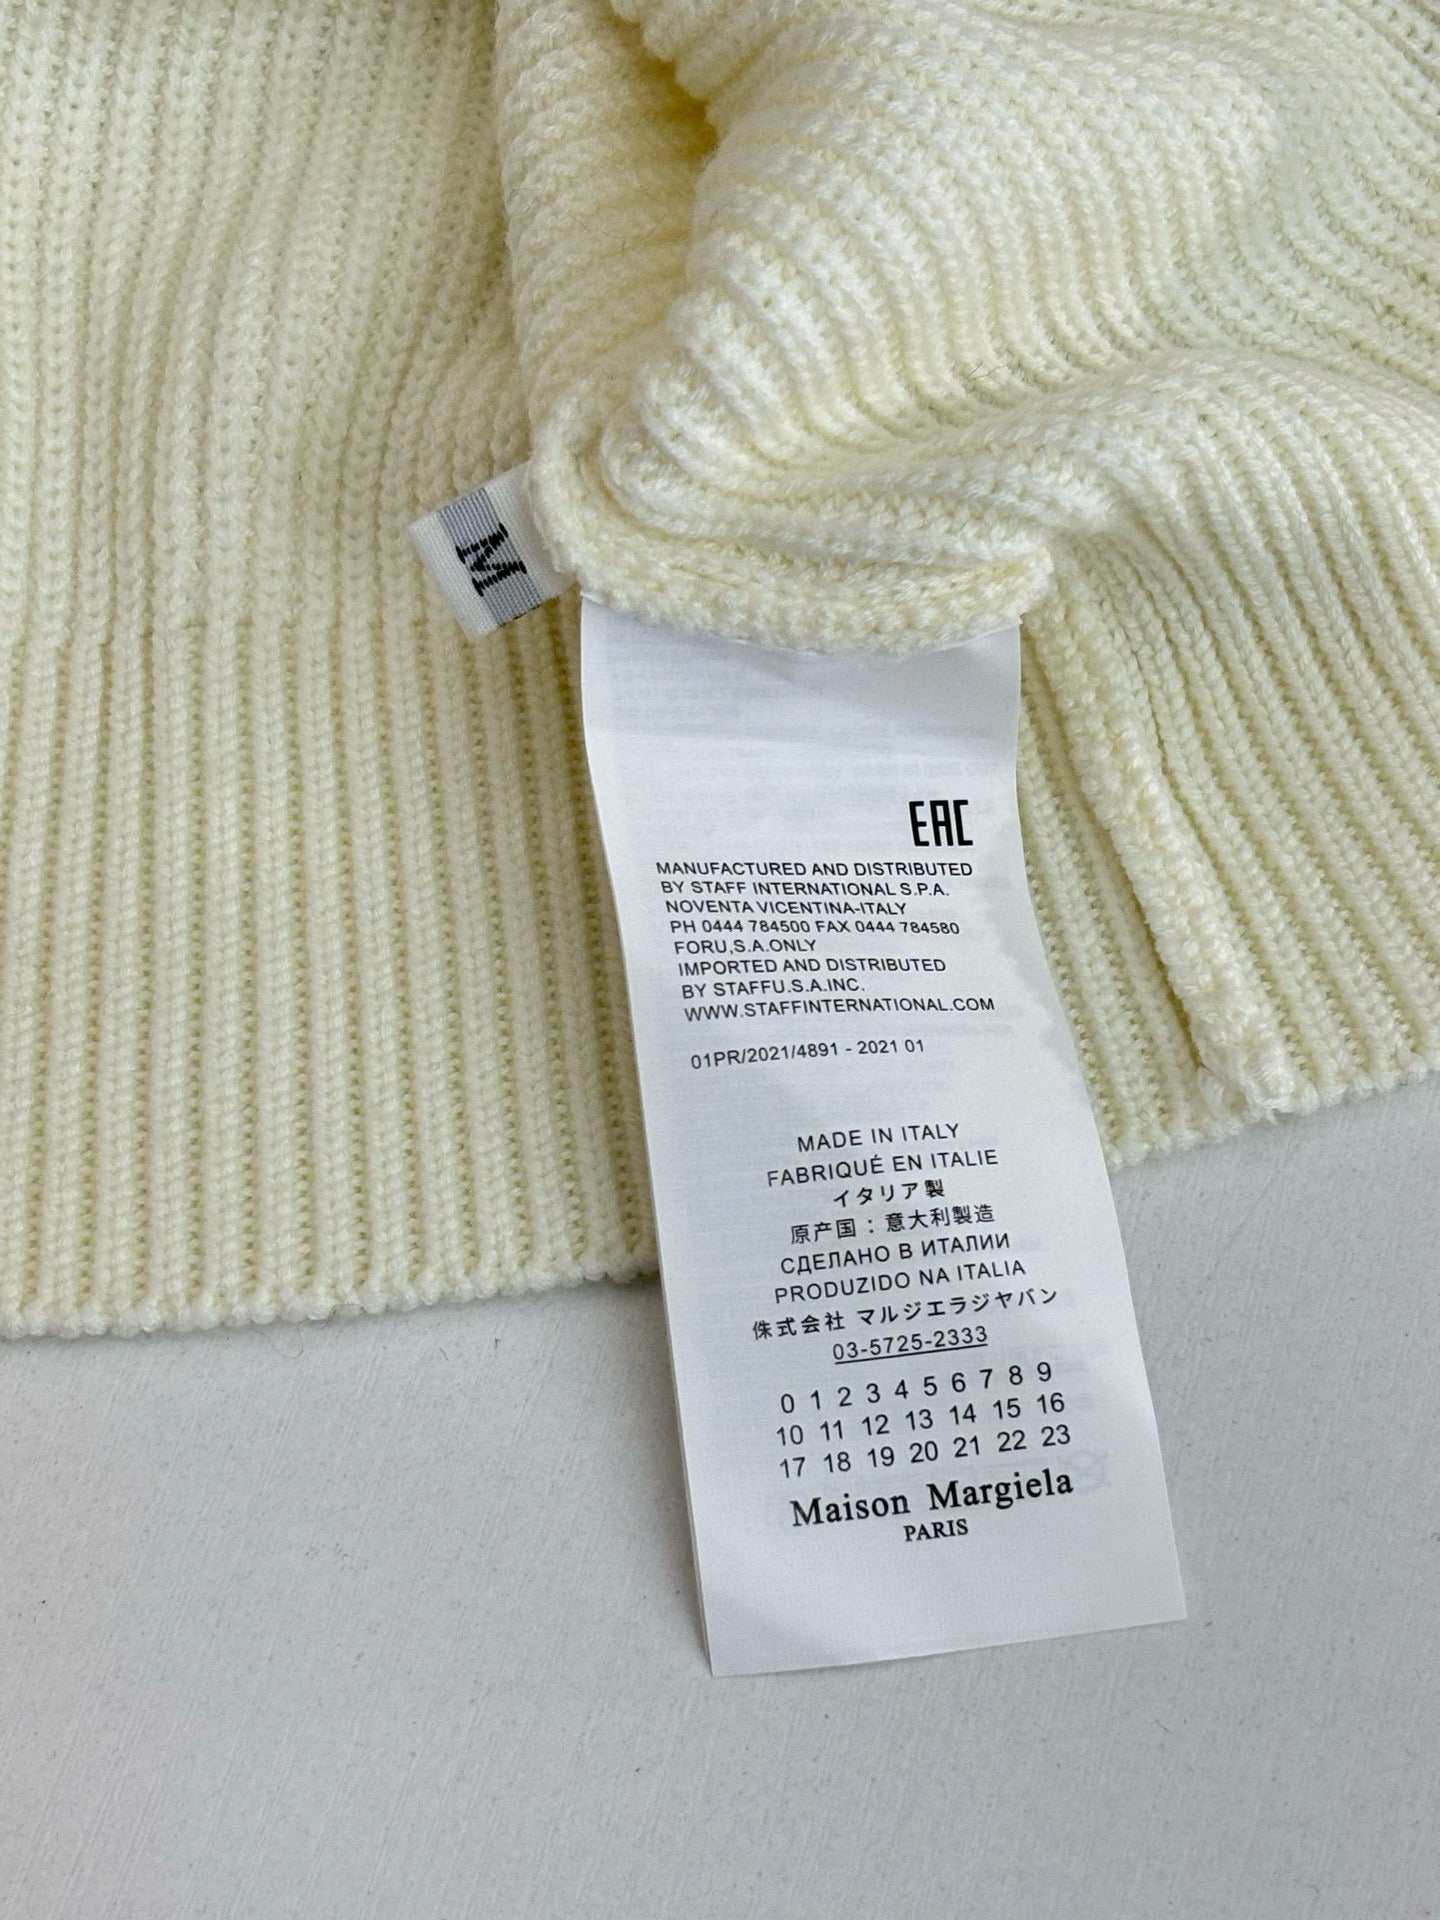 M
EAC
MANUFACTURED AND DISTRIBUTED
BY STAFF INTERNATIONAL S.P.A.
NOVENTA VICENTINA-ITALY
PH 0444 784500 FAX 0444 784580
FORU,S.A.ONLY
IMPORTED AND DISTRIBUTED
BY STAFFU.S.A.INC.
WWW.STAFFINTERNATIONAL.COM
01PR/2021/4891 - 2021 01
MADE IN ITALY
FABRIQUÉ EN ITALIE
イタリア製
原产国：意大利製造
СДЕЛАНО В ИТАЛИИ
PRODUZIDO NA ITALIA
侏式会社 マルジエラジヤバン
03-5725-2333
0 1 2 3 4 5 6 7 8 9
10 11 12 13 14 15 16
17 18 19 20 21 22 23
Maison Margiela
PARIS